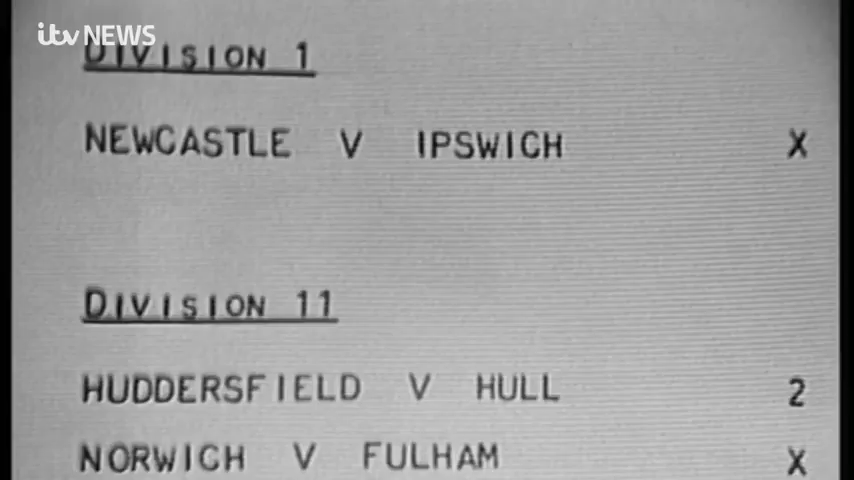 itv NEWS
DIVISION 1
NEWCASTLE V IPSWICH X
DIVISION 11
HUDDERSFIELD V HULL 2
NORWICH V FULHAM X